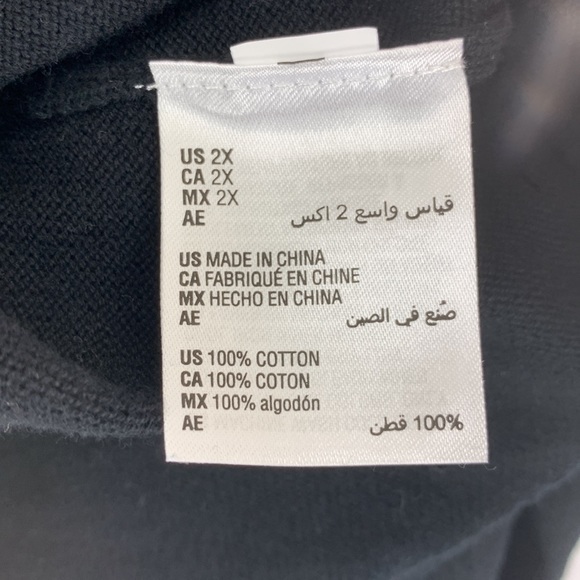 US 2X
CA 2X
MX 2X
AE قياس واسع 2 اكس
US MADE IN CHINA
CA FABRIQUÉ EN CHINE
MX HECHO EN CHINA
AE صُنع في الصين
US 100% COTTON
CA 100% COTON
MX 100% algodón
AE 100% قطن